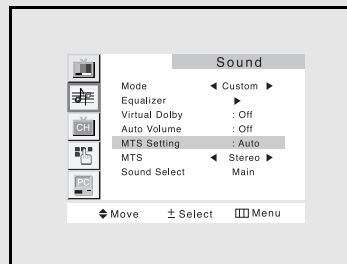 Sound
Mode ◀ Custom ▶
Equalizer ▶
Virtual Dolby : Off
Auto Volume : Off
MTS Setting : Auto
MTS ◀ Stereo ▶
Sound Select Main
CH
PC
Move ± Select Menu